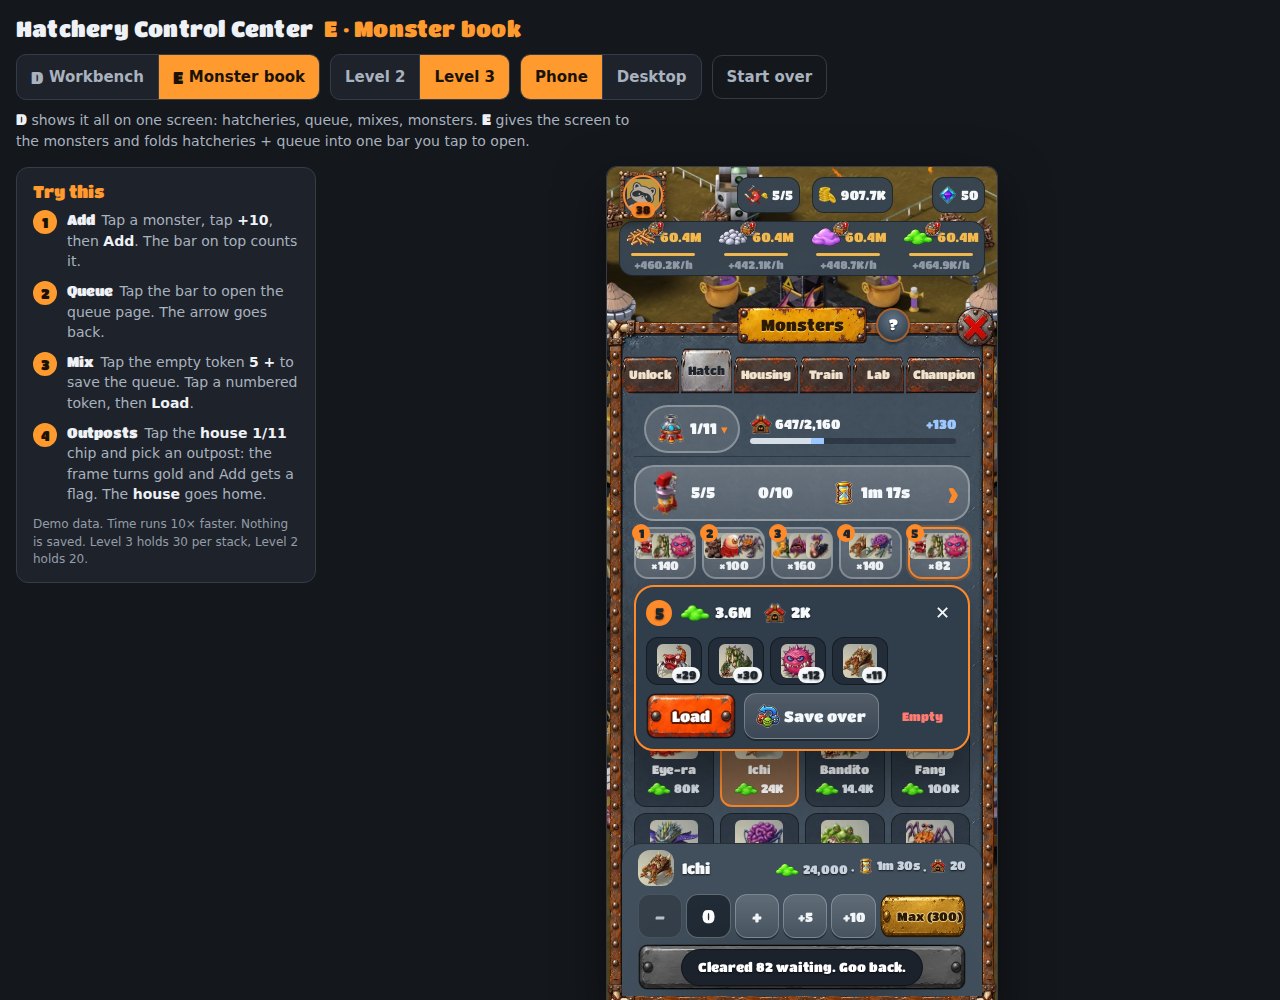 Hatchery Control Center E · Monster book
D Workbench E Monster book Level 2 Level 3 Phone Desktop Start over
D shows it all on one screen: hatcheries, queue, mixes, monsters. E gives the screen to
the monsters and folds hatcheries + queue into one bar you tap to open.
Try this
1 Add Tap a monster, tap +10,
then Add. The bar on top counts
it.
2 Queue Tap the bar to open the
queue page. The arrow goes
back.
3 Mix Tap the empty token 5 + to
save the queue. Tap a numbered
token, then Load.
4 Outposts Tap the house 1/11
chip and pick an outpost: the
frame turns gold and Add gets a
flag. The house goes home.
Demo data. Time runs 10× faster. Nothing
is saved. Level 3 holds 30 per stack, Level 2
holds 20.
30 5/5 907.7K 50
60.4M 60.4M 60.4M 60.4M
+460.2K/h +442.1K/h +448.7K/h +464.9K/h
Monsters ?
Unlock Hatch Housing Train Lab Champion
1/11 ▾ 647/2,160 +130
5/5 0/10 1m 17s ❯
1 2 3 4 5
×140 ×100 ×160 ×140 ×82
5 3.6M 2K ✕
×29 ×30 ×12 ×11
Load Save over Empty
Eye-ra Ichi Bandito Fang
80K 24K 14.4K 100K
Ichi 24,000 · 1m 30s · 20
− 0 + +5 +10 Max (300)
Cleared 82 waiting. Goo back.